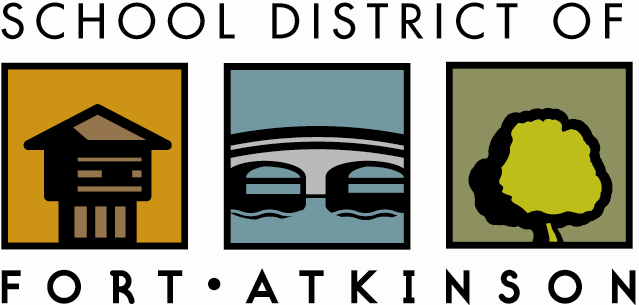 SCHOOL DISTRICT OF
FORT • ATKINSON